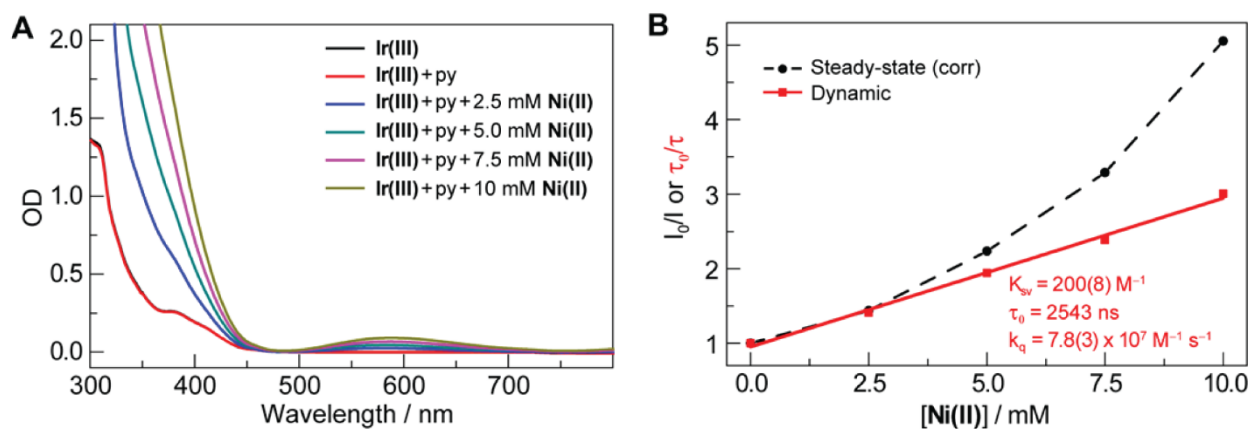 A
OD
2.0
1.5
1.0
0.5
0.0
300
400
500
600
700
Wavelength / nm
Ir(III)
Ir(III) + py
Ir(III) + py + 2.5 mM Ni(II)
Ir(III) + py + 5.0 mM Ni(II)
Ir(III) + py + 7.5 mM Ni(II)
Ir(III) + py + 10 mM Ni(II)
B
I₀/I or τ₀/τ
5
4
3
2
1
0.0
2.5
5.0
7.5
10.0
[Ni(II)] / mM
Steady-state (corr)
Dynamic
Kₛᵥ = 200(8) M⁻¹
τ₀ = 2543 ns
k_q = 7.8(3) x 10⁷ M⁻¹ s⁻¹